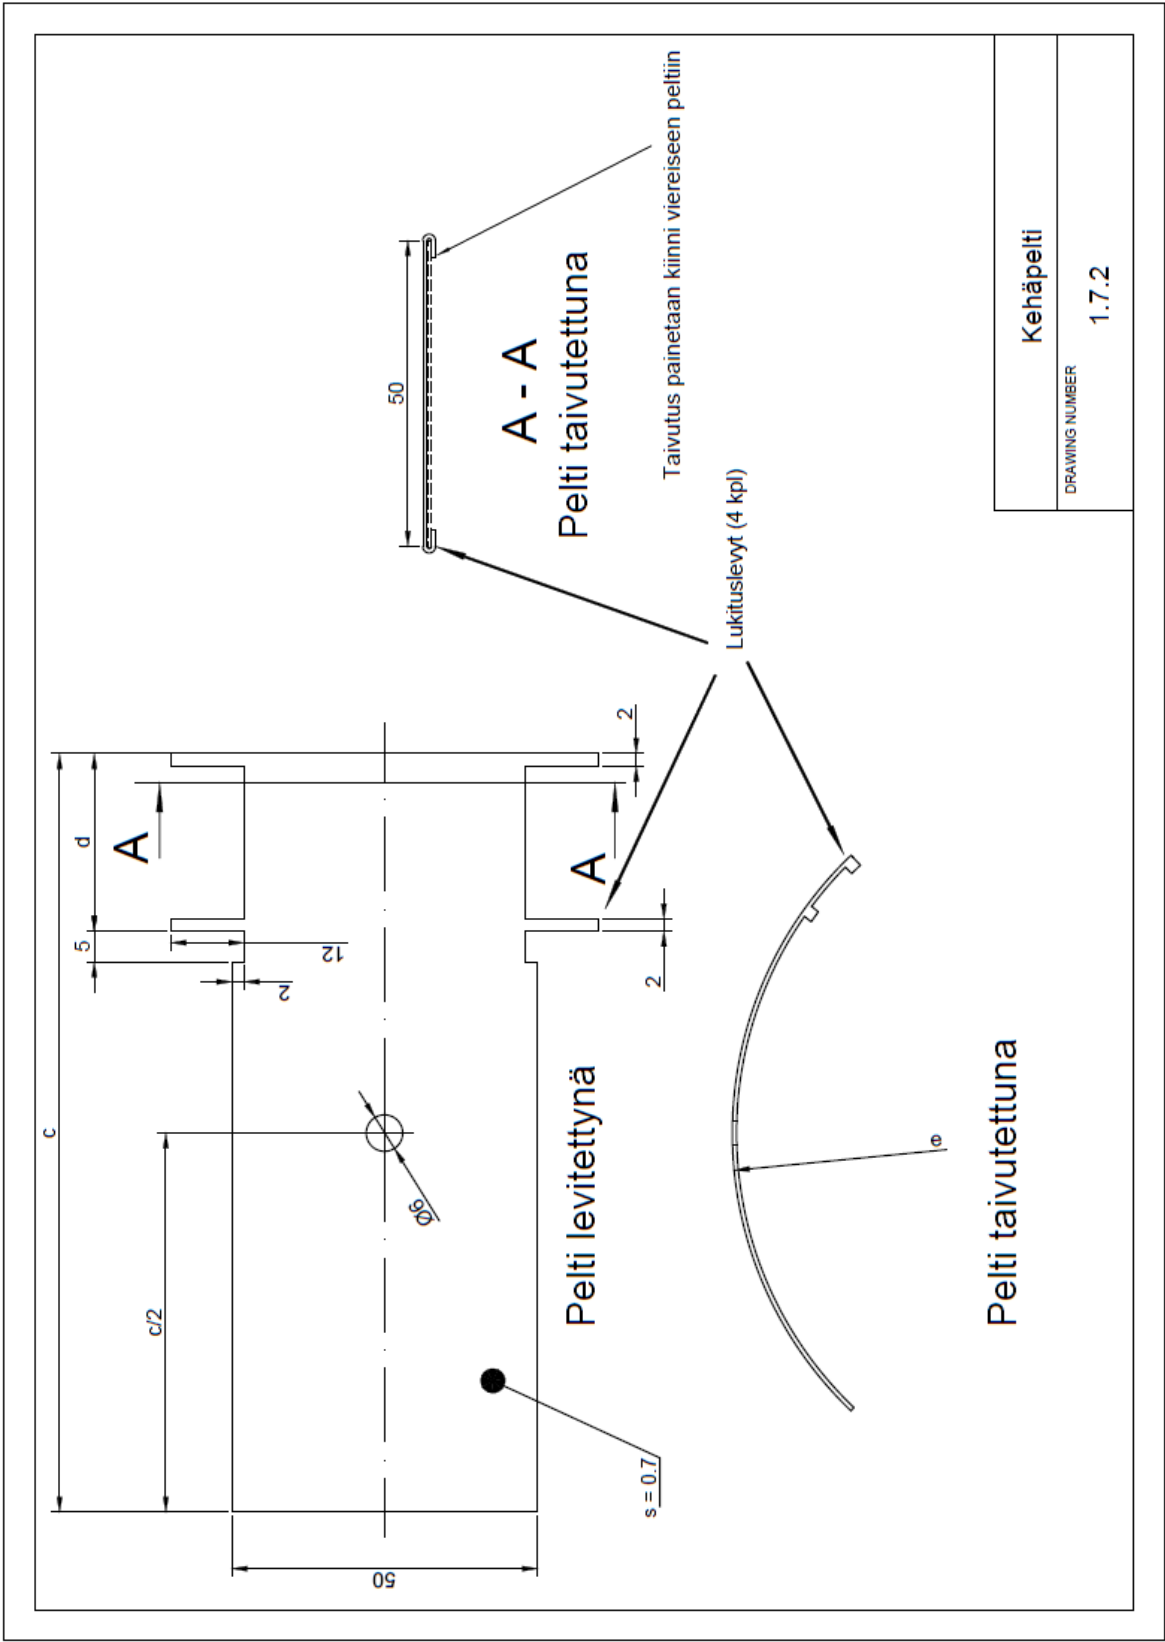 c
d
5
2
12
2
2
A
A
c/2
Ø6
50
s = 0.7
Pelti levitettynä
50
A - A
Pelti taivutettuna
Taivutus painetaan kiinni viereiseen peltiin
Lukituslevyt (4 kpl)
e
Pelti taivutettuna
Kehäpelti
DRAWING NUMBER
1.7.2